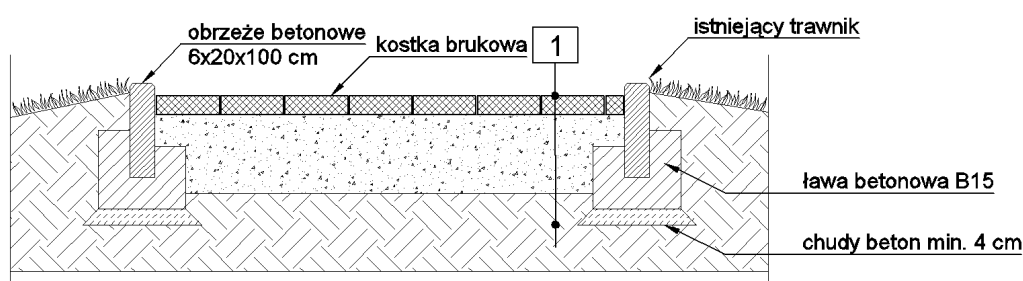 obrzeże betonowe
6x20x100 cm
kostka brukowa
1
istniejący trawnik
ława betonowa B15
chudy beton min. 4 cm